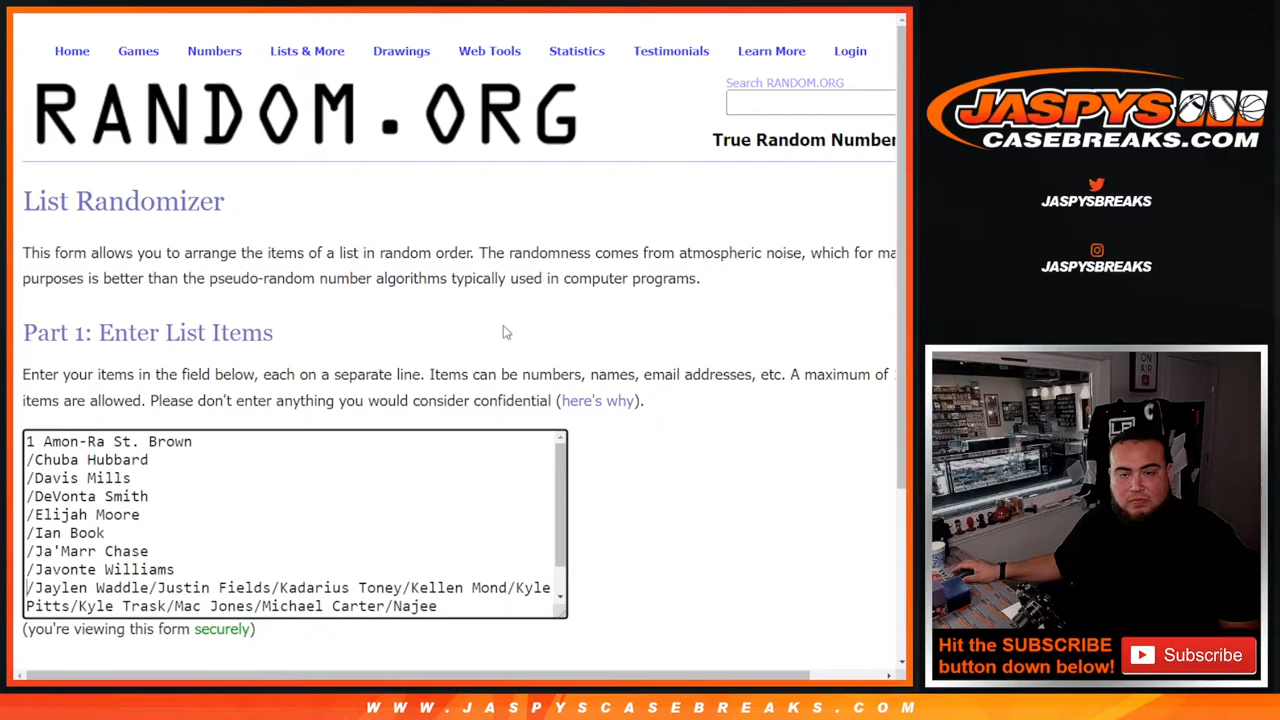 Home Games Numbers Lists & More Drawings Web Tools Statistics Testimonials Learn More Login
RANDOM.ORG
Search RANDOM.ORG
True Random Number
List Randomizer
This form allows you to arrange the items of a list in random order. The randomness comes from atmospheric noise, which for ma
purposes is better than the pseudo-random number algorithms typically used in computer programs.
Part 1: Enter List Items
Enter your items in the field below, each on a separate line. Items can be numbers, names, email addresses, etc. A maximum of
items are allowed. Please don't enter anything you would consider confidential (here's why).
1 Amon-Ra St. Brown
/Chuba Hubbard
/Davis Mills
/DeVonta Smith
/Elijah Moore
/Ian Book
/Ja'Marr Chase
/Javonte Williams
/Jaylen Waddle/Justin Fields/Kadarius Toney/Kellen Mond/Kyle
Pitts/Kyle Trask/Mac Jones/Michael Carter/Najee
(you're viewing this form securely)
JASPYS
CASEBREAKS.COM
JASPYSBREAKS
JASPYSBREAKS
ON
AIR
Hit the SUBSCRIBE
button down below!
Subscribe
WWW.JASPYSCASEBREAKS.COM